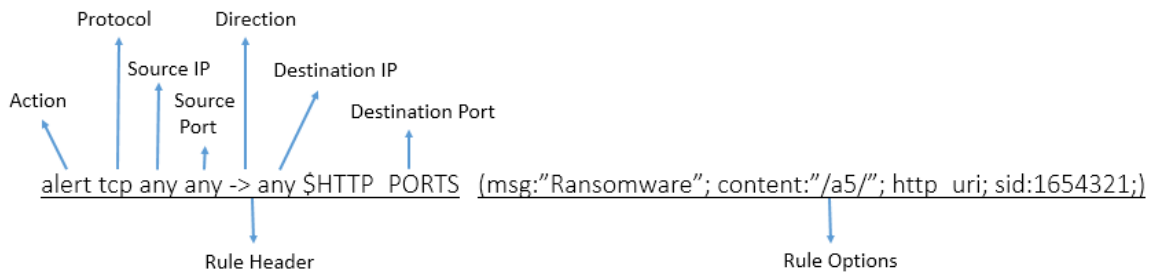 Protocol
Direction
Source IP
Destination IP
Action
Source
Port
Destination Port
alert tcp any any -> any $HTTP_PORTS (msg:”Ransomware”; content:”/a5/”; http_uri; sid:1654321;)
Rule Header
Rule Options